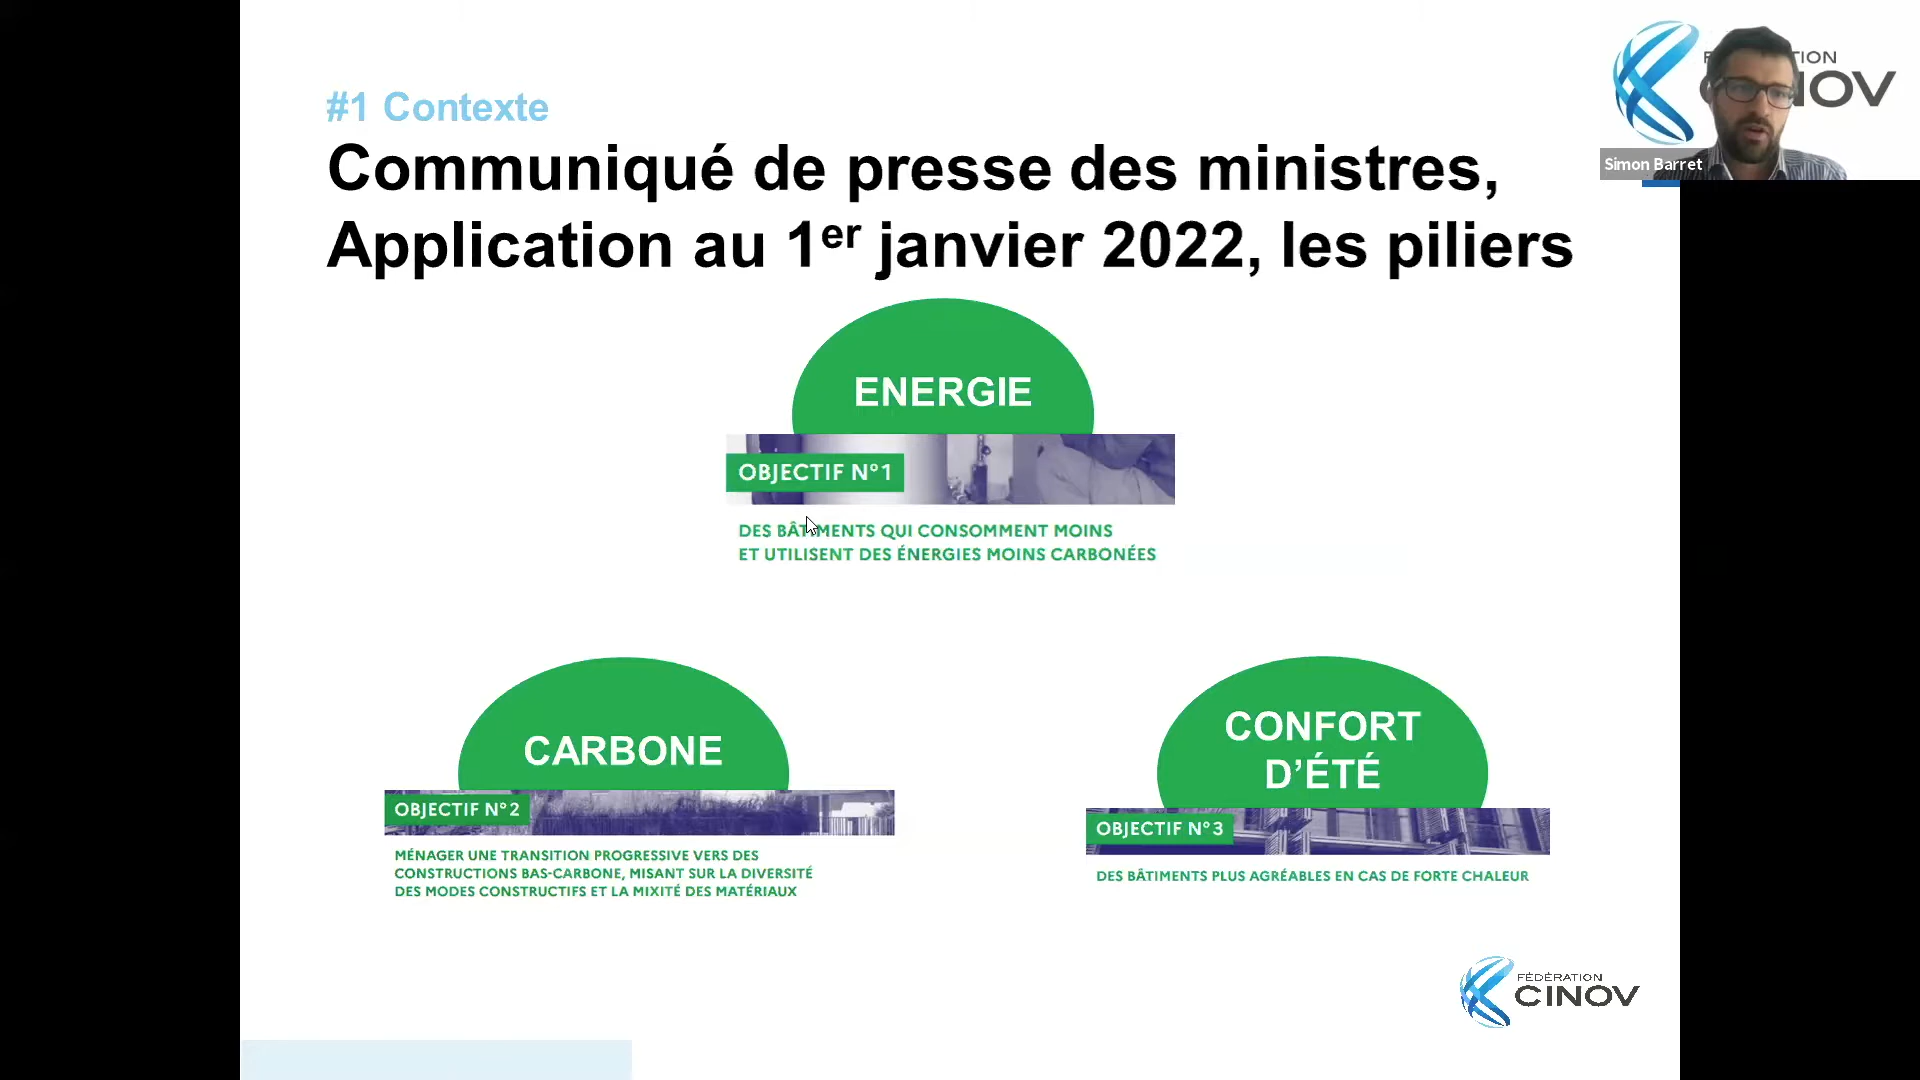 #1 Contexte
Communiqué de presse des ministres,
Application au 1er janvier 2022, les piliers
ENERGIE
OBJECTIF N°1
DES BÂTIMENTS QUI CONSOMMENT MOINS
ET UTILISENT DES ÉNERGIES MOINS CARBONÉES
CARBONE
OBJECTIF N°2
MÉNAGER UNE TRANSITION PROGRESSIVE VERS DES
CONSTRUCTIONS BAS-CARBONE, MISANT SUR LA DIVERSITÉ
DES MODES CONSTRUCTIFS ET LA MIXITÉ DES MATÉRIAUX
CONFORT
D'ÉTÉ
OBJECTIF N°3
DES BÂTIMENTS PLUS AGRÉABLES EN CAS DE FORTE CHALEUR
FÉDÉRATION
CINOV
Simon Barret